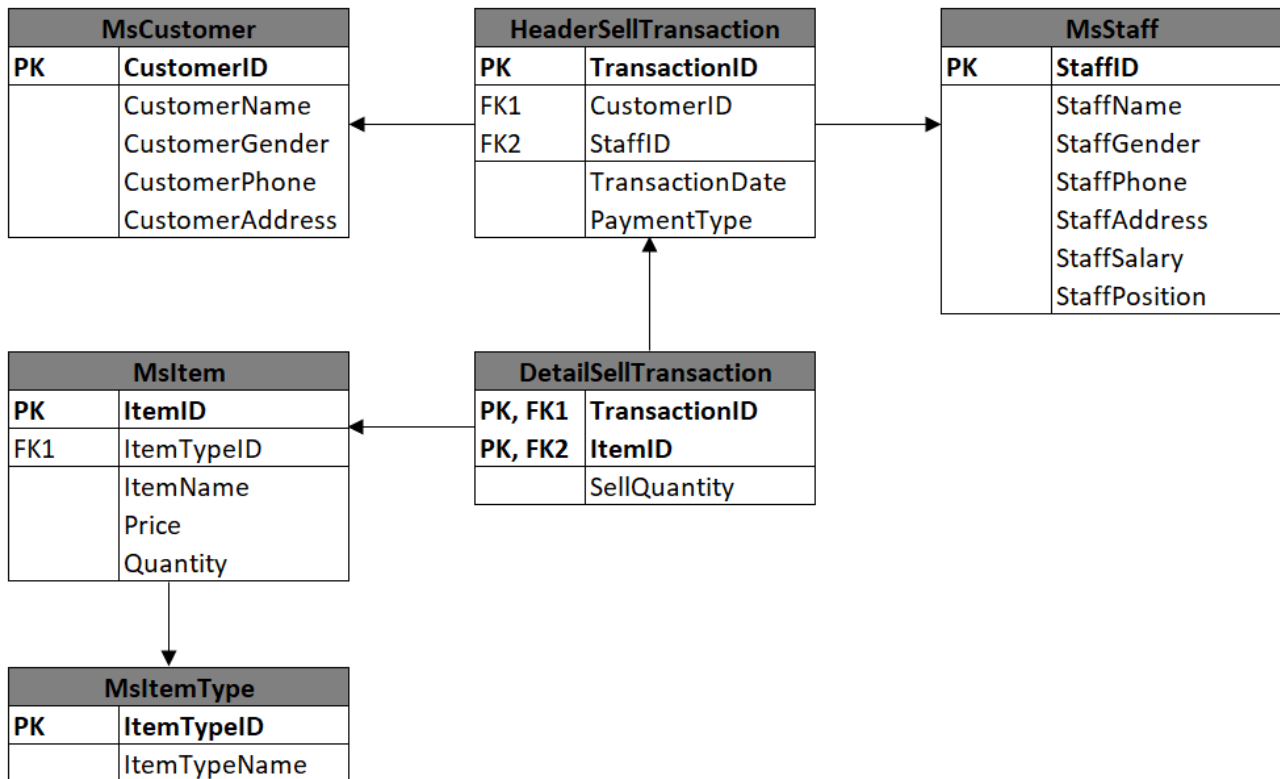 MsCustomer
PK CustomerID
CustomerName
CustomerGender
CustomerPhone
CustomerAddress
HeaderSellTransaction
PK TransactionID
FK1 CustomerID
FK2 StaffID
TransactionDate
PaymentType
MsStaff
PK StaffID
StaffName
StaffGender
StaffPhone
StaffAddress
StaffSalary
StaffPosition
MsItem
PK ItemID
FK1 ItemTypeID
ItemName
Price
Quantity
DetailSellTransaction
PK, FK1 TransactionID
PK, FK2 ItemID
SellQuantity
MsItemType
PK ItemTypeID
ItemTypeName